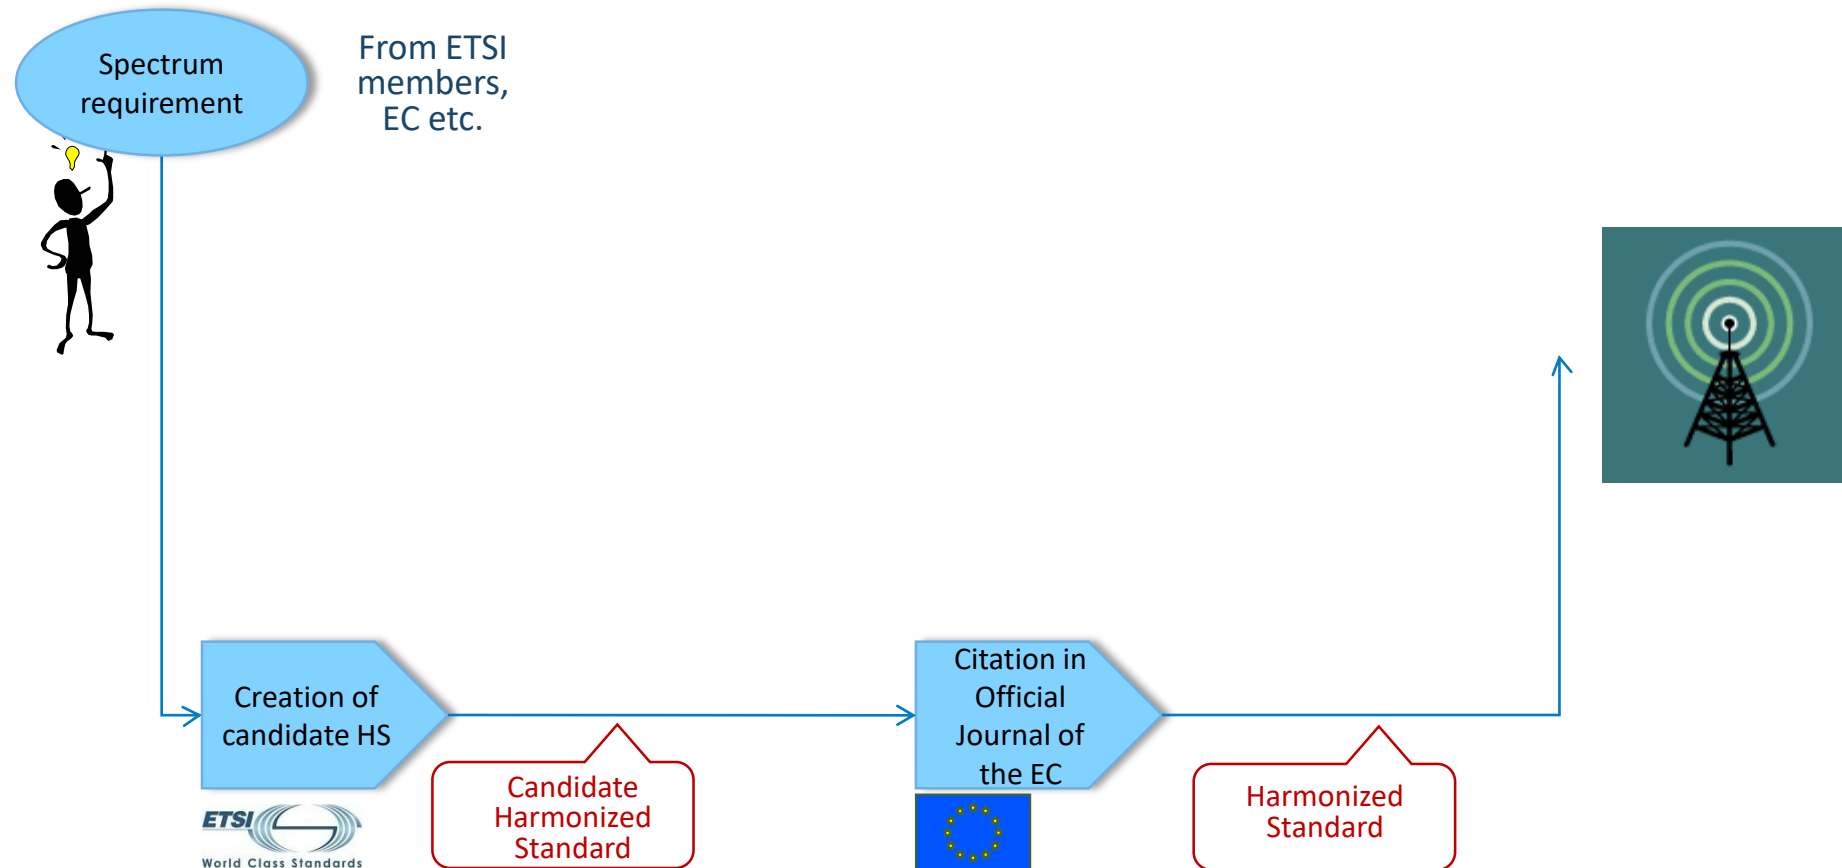 Spectrum
requirement
From ETSI
members,
EC etc.
Creation of
candidate HS
Candidate
Harmonized
Standard
Citation in
Official
Journal of
the EC
Harmonized
Standard
ETSI
World Class Standards